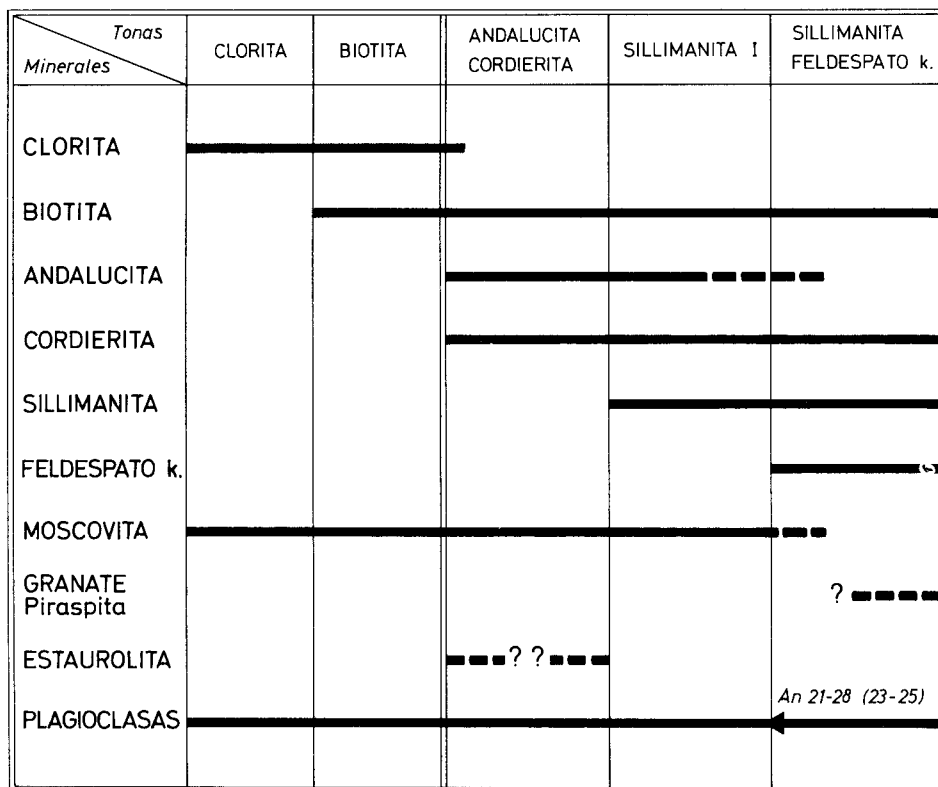 Tonas
Minerales
CLORITA
BIOTITA
ANDALUCITA
CORDIERITA
SILLIMANITA I
SILLIMANITA
FELDESPATO k.
CLORITA
BIOTITA
ANDALUCITA
CORDIERITA
SILLIMANITA
FELDESPATO k.
MOSCOVITA
GRANATE
Piraspita
?
ESTAUROLITA
? ?
PLAGIOCLASAS
An 21-28 (23-25)